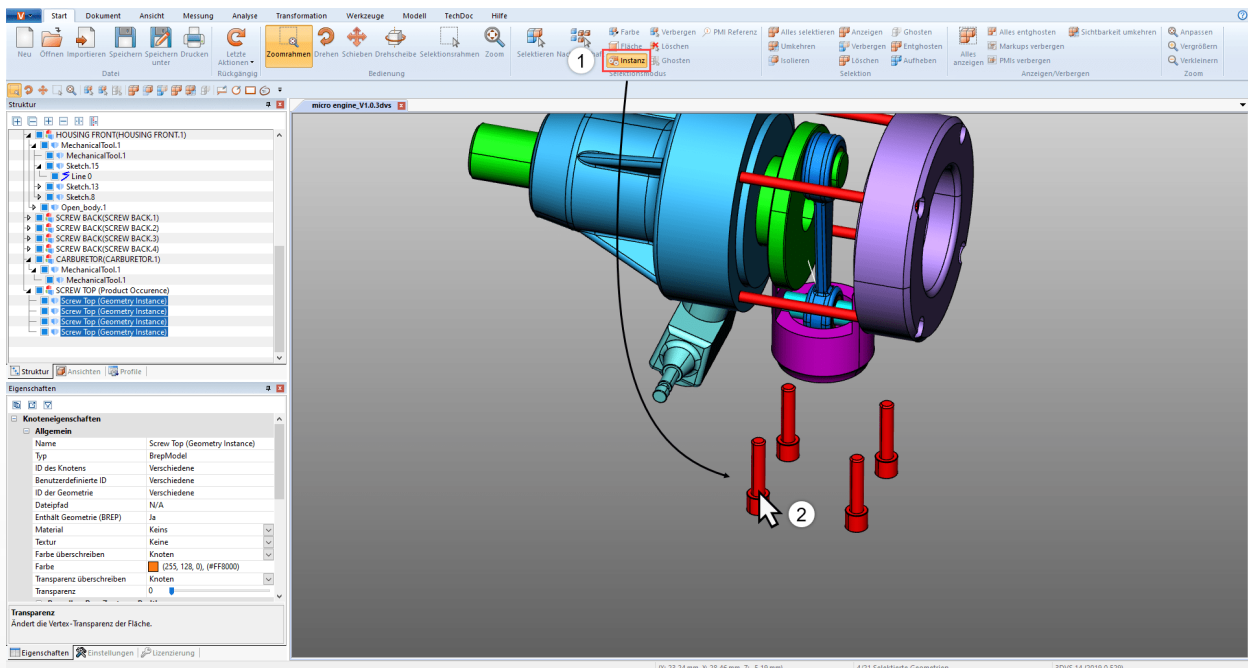 Start Dokument Ansicht Messung Analyse Transformation Werkzeuge Modell TechDoc Hilfe
Neu Öffnen Importieren Speichern Speichern unter Drucken
Datei
Letzte Aktionen
Rückgängig
Zoomrahmen Drehen Schieben Drehscheibe Selektionsrahmen Zoom
Bedienung
Selektieren
Farbe Verbergen PMI Referenz
Fläche Löschen
Instanz Ghosten
Selektionsmodus
Alles selektieren Anzeigen Ghosten
Umkehren Verbergen Entghosten
Isolieren Löschen Aufheben
Selektion
Alles anzeigen
Alles entghosten Sichtbarkeit umkehren
Markups verbergen
PMIs verbergen
Anzeigen/Verbergen
Anpassen
Vergrößern
Verkleinern
Zoom
1
Struktur
micro engine_V1.0.3dvs
HOUSING FRONT(HOUSING FRONT.1)
MechanicalTool.1
MechanicalTool.1
Sketch.15
Line 0
Sketch.13
Sketch.8
Open_body.1
SCREW BACK(SCREW BACK.1)
SCREW BACK(SCREW BACK.2)
SCREW BACK(SCREW BACK.3)
SCREW BACK(SCREW BACK.4)
CARBURETOR(CARBURETOR.1)
MechanicalTool.1
MechanicalTool.1
SCREW TOP (Product Occurence)
Screw Top (Geometry Instance)
Screw Top (Geometry Instance)
Screw Top (Geometry Instance)
Screw Top (Geometry Instance)
Struktur Ansichten Profile
Eigenschaften
Knoteneigenschaften
Allgemein
Name Screw Top (Geometry Instance)
Typ BrepModel
ID des Knotens Verschiedene
Benutzerdefinierte ID Verschiedene
ID der Geometrie Verschiedene
Dateipfad N/A
Enthält Geometrie (BREP) Ja
Material Keins
Textur Keine
Farbe überschreiben Knoten
Farbe (255, 128, 0), (#FF8000)
Transparenz überschreiben Knoten
Transparenz 0
Transparenz
Ändert die Vertex-Transparenz der Fläche.
Eigenschaften Einstellungen Lizenzierung
2